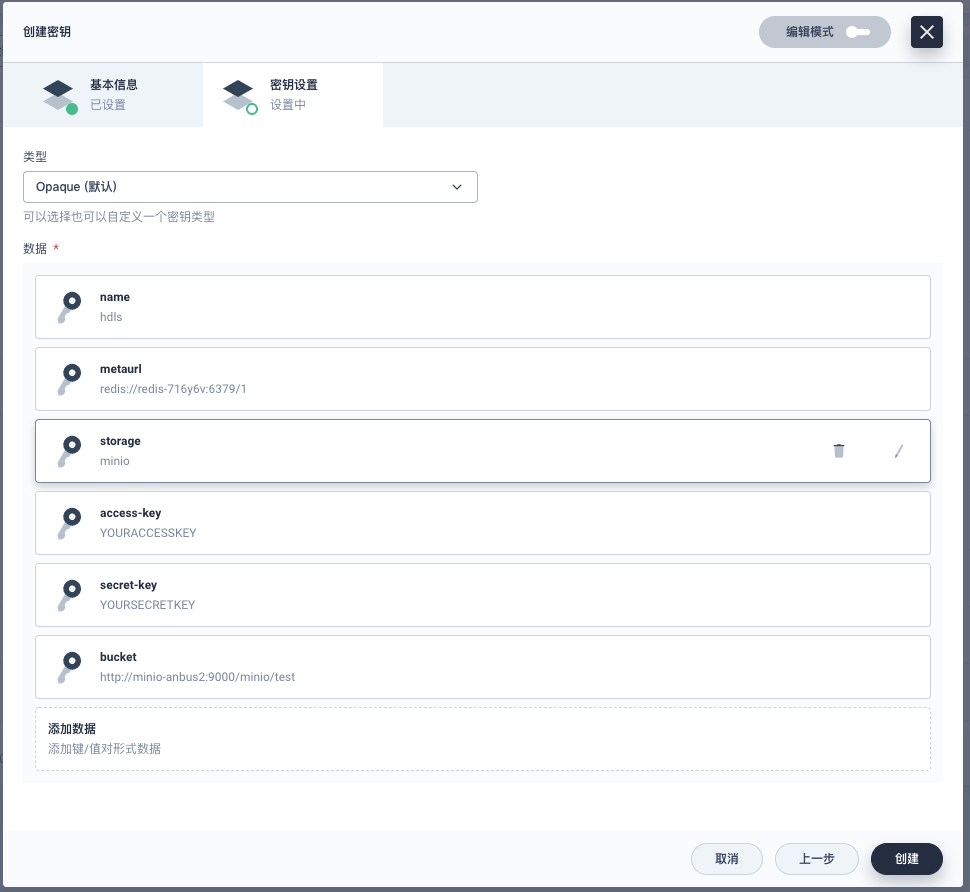 创建密钥
编辑模式
基本信息
已设置
密钥设置
设置中
类型
Opaque (默认)
可以选择也可以自定义一个密钥类型
数据 *
name
hdls
metaurl
redis://redis-716y6v:6379/1
storage
minio
access-key
YOURACCESSKEY
secret-key
YOURSECRETKEY
bucket
http://minio-anbus2:9000/minio/test
添加数据
添加键/值对形式数据
取消
上一步
创建